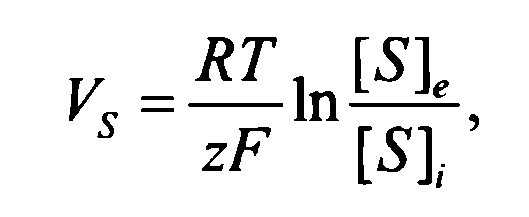 V_S = \frac{RT}{zF} \ln \frac{[S]_e}{[S]_i},